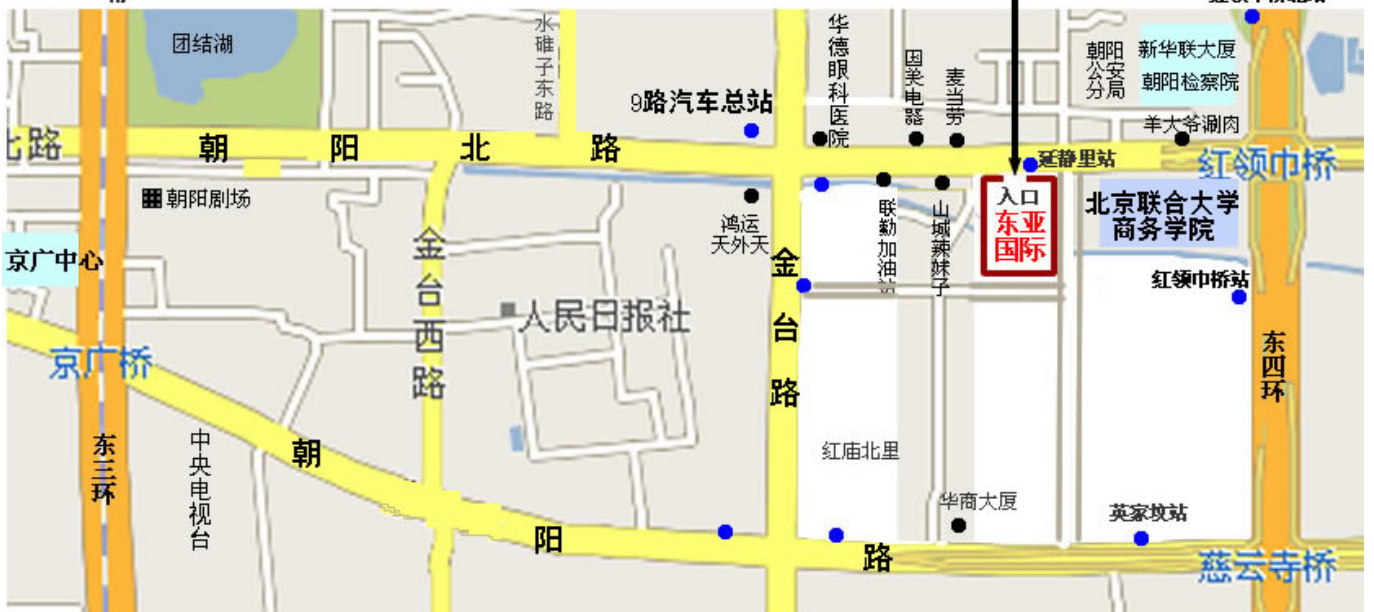 团结湖
水碓子东路
9路汽车总站
华德眼科医院
国美电器
麦当劳
朝阳
公安
分局
新华联大厦
朝阳检察院
羊大爷涮肉
北路
朝阳北路
延静里站
红领巾桥
朝阳剧场
鸿运
天外天
联勤加油站
山城辣妹子
入口
东亚
国际
北京联合大学
商务学院
京广中心
金台西路
人民日报社
金台路
红领巾桥站
京广桥
东四环
东三环
中央电视台
朝阳路
红庙北里
华商大厦
英家坟站
慈云寺桥